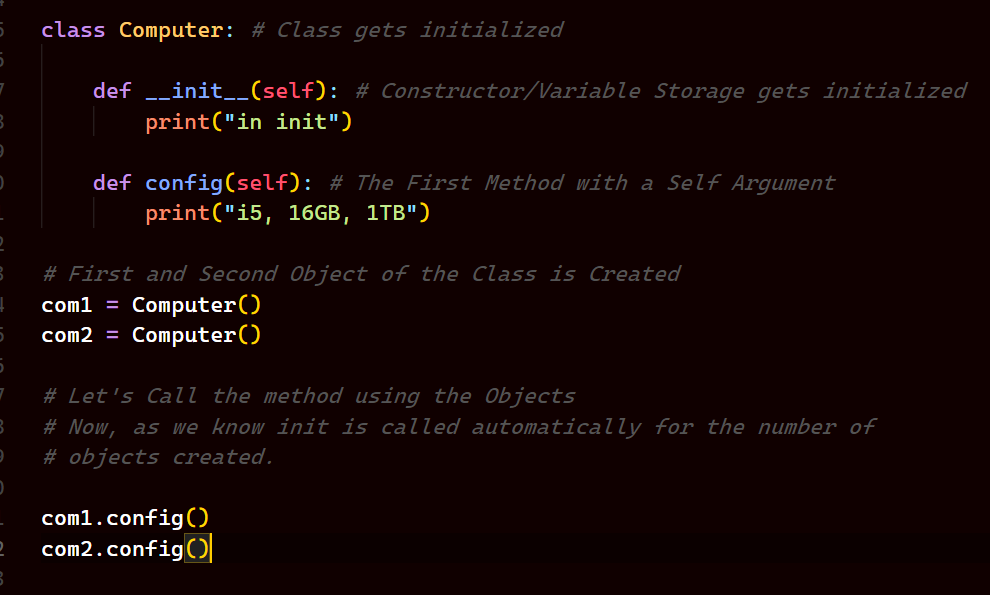 class Computer: # Class gets initialized
def __init__(self): # Constructor/Variable Storage gets initialized
print("in init")
def config(self): # The First Method with a Self Argument
print("i5, 16GB, 1TB")
# First and Second Object of the Class is Created
com1 = Computer()
com2 = Computer()
# Let's Call the method using the Objects
# Now, as we know init is called automatically for the number of
# objects created.
com1.config()
com2.config()